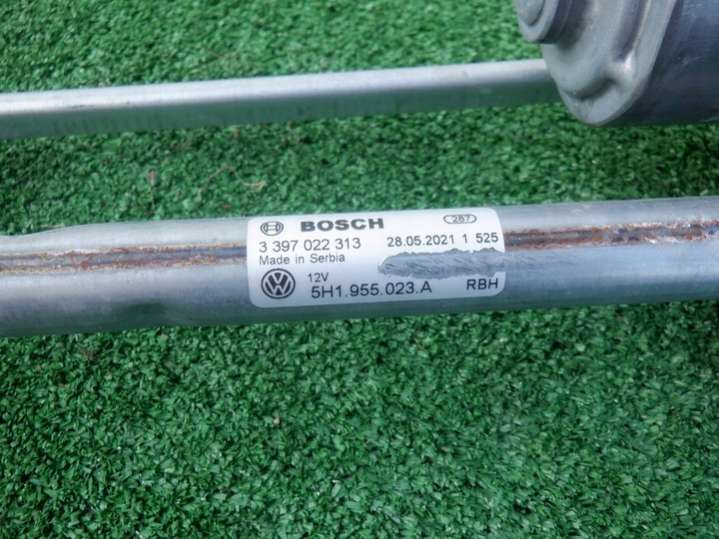 BOSCH 287
3 397 022 313 28.05.2021 1 525
Made in Serbia
12V
5H1.955.023.A RBH